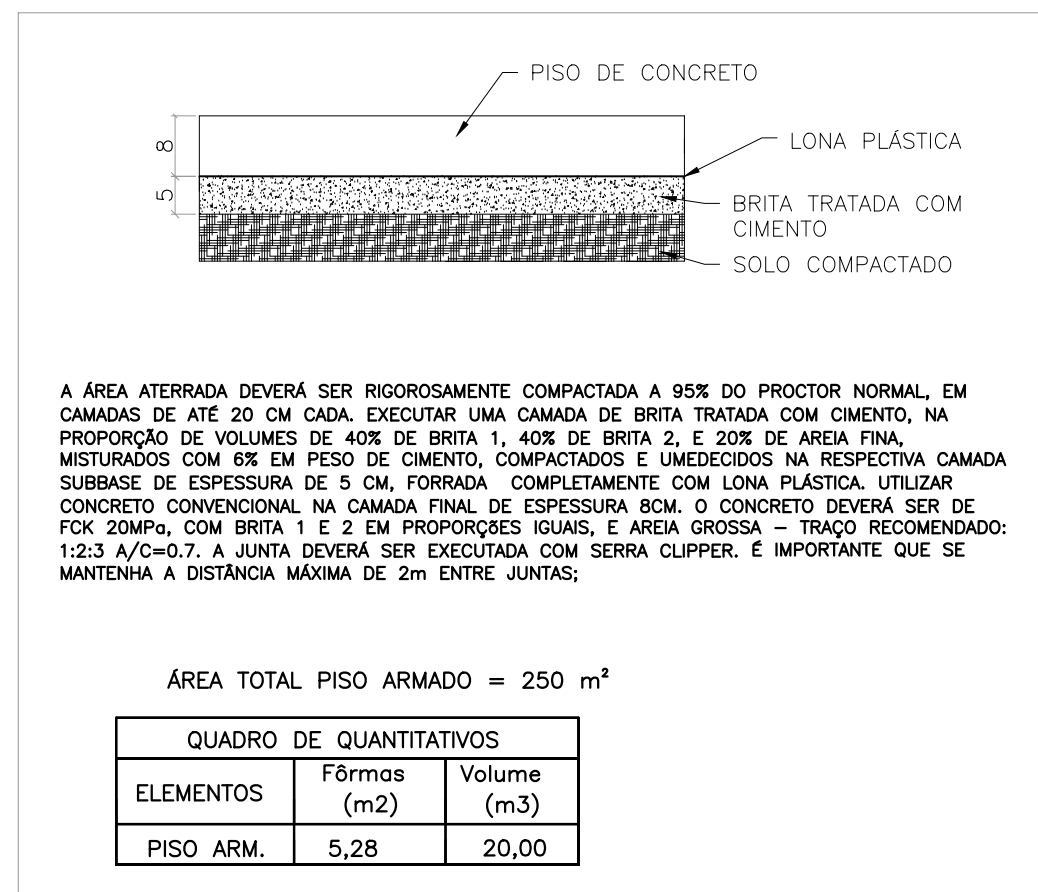 PISO DE CONCRETO
8
LONA PLÁSTICA
5
BRITA TRATADA COM
CIMENTO
SOLO COMPACTADO
A ÁREA ATERRADA DEVERÁ SER RIGOROSAMENTE COMPACTADA A 95% DO PROCTOR NORMAL, EM
CAMADAS DE ATÉ 20 CM CADA. EXECUTAR UMA CAMADA DE BRITA TRATADA COM CIMENTO, NA
PROPORÇÃO DE VOLUMES DE 40% DE BRITA 1, 40% DE BRITA 2, E 20% DE AREIA FINA,
MISTURADOS COM 6% EM PESO DE CIMENTO, COMPACTADOS E UMEDECIDOS NA RESPECTIVA CAMADA
SUBBASE DE ESPESSURA DE 5 CM, FORRADA COMPLETAMENTE COM LONA PLÁSTICA. UTILIZAR
CONCRETO CONVENCIONAL NA CAMADA FINAL DE ESPESSURA 8CM. O CONCRETO DEVERÁ SER DE
FCK 20MPa, COM BRITA 1 E 2 EM PROPORÇõES IGUAIS, E AREIA GROSSA – TRAÇO RECOMENDADO:
1:2:3 A/C=0.7. A JUNTA DEVERÁ SER EXECUTADA COM SERRA CLIPPER. É IMPORTANTE QUE SE
MANTENHA A DISTÂNCIA MÁXIMA DE 2m ENTRE JUNTAS;
ÁREA TOTAL PISO ARMADO = 250 m²
QUADRO DE QUANTITATIVOS
ELEMENTOS Fôrmas (m2) Volume (m3)
PISO ARM. 5,28 20,00